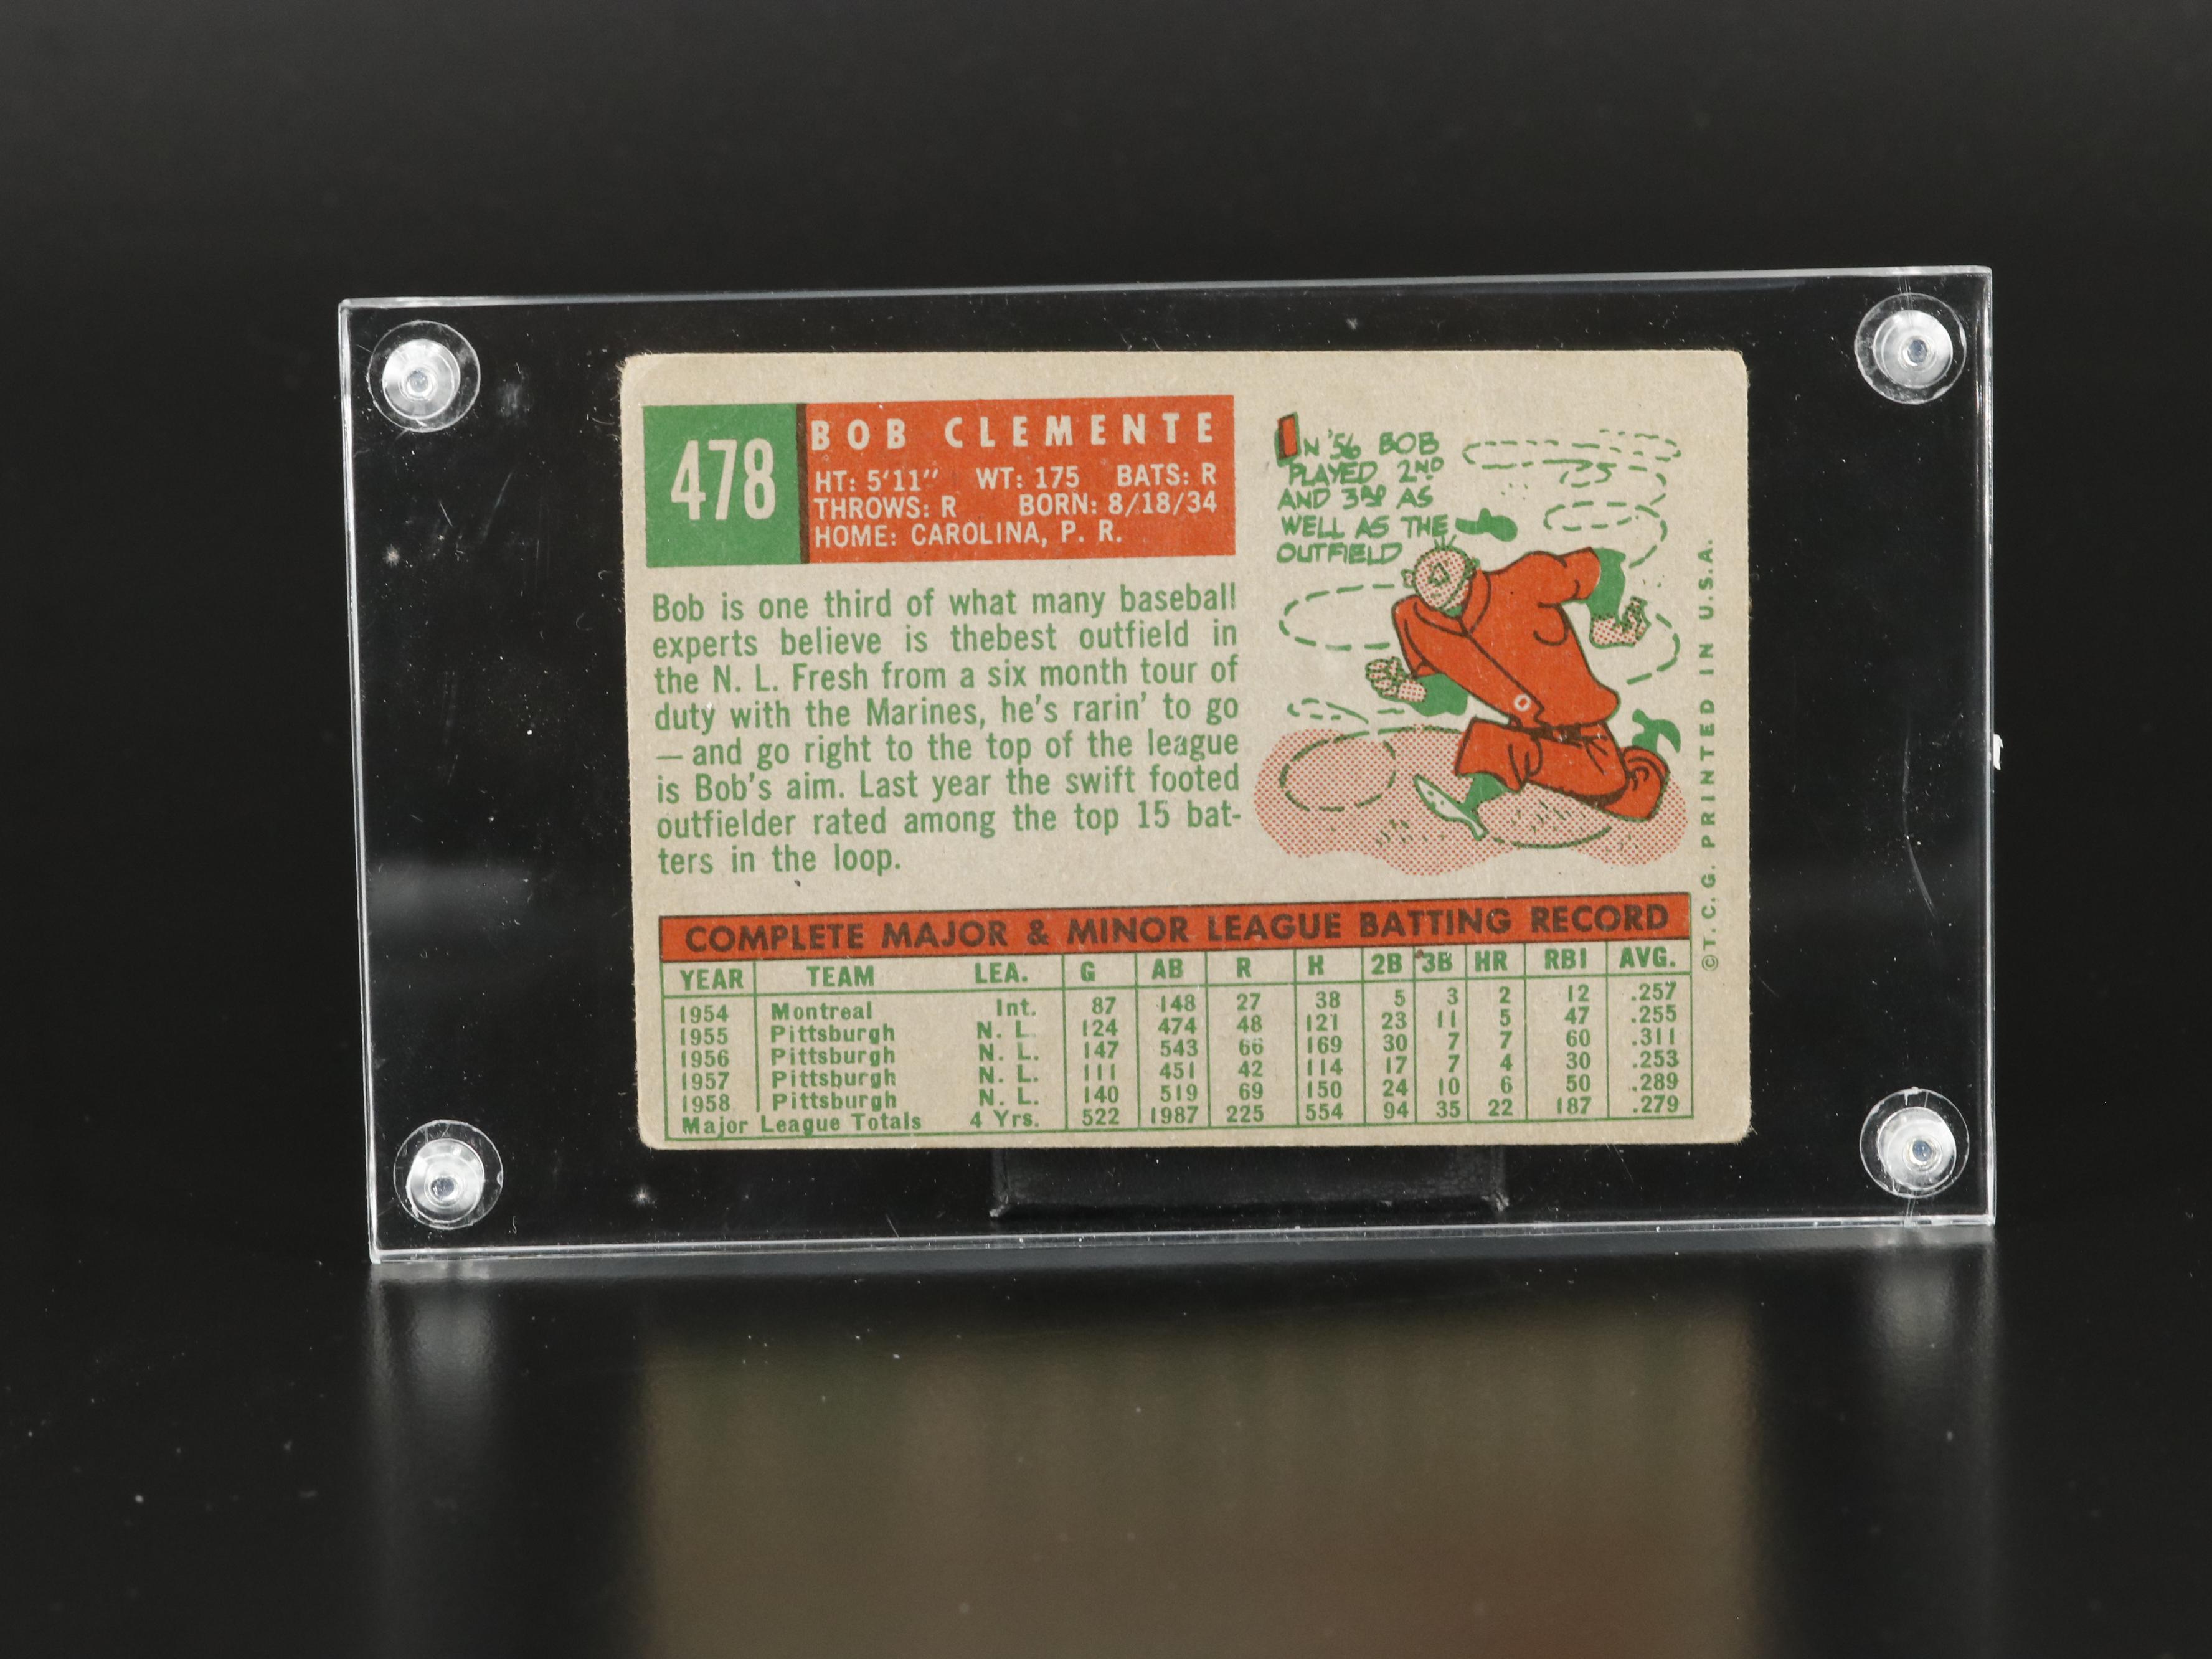 478
BOB CLEMENTE
HT: 5'11" WT: 175 BATS: R
THROWS: R BORN: 8/18/34
HOME: CAROLINA, P. R.
IN '56 BOB
PLAYED 2ND
AND 3RD AS
WELL AS THE
OUTFIELD
Bob is one third of what many baseball
experts believe is thebest outfield in
the N. L. Fresh from a six month tour of
duty with the Marines, he's rarin' to go
— and go right to the top of the league
is Bob's aim. Last year the swift footed
outfielder rated among the top 15 bat-
ters in the loop.
©T. C. G. PRINTED IN U.S.A.
COMPLETE MAJOR & MINOR LEAGUE BATTING RECORD
YEAR TEAM LEA. G AB R H 2B 3B HR RBI AVG.
1954 Montreal Int. 87 148 27 38 5 3 2 12 .257
1955 Pittsburgh N. L. 124 474 48 121 23 11 5 47 .255
1956 Pittsburgh N. L. 147 543 66 169 30 7 7 60 .311
1957 Pittsburgh N. L. 111 451 42 114 17 7 4 30 .253
1958 Pittsburgh N. L. 140 519 69 150 24 10 6 50 .289
Major League Totals 4 Yrs. 522 1987 225 554 94 35 22 187 .279